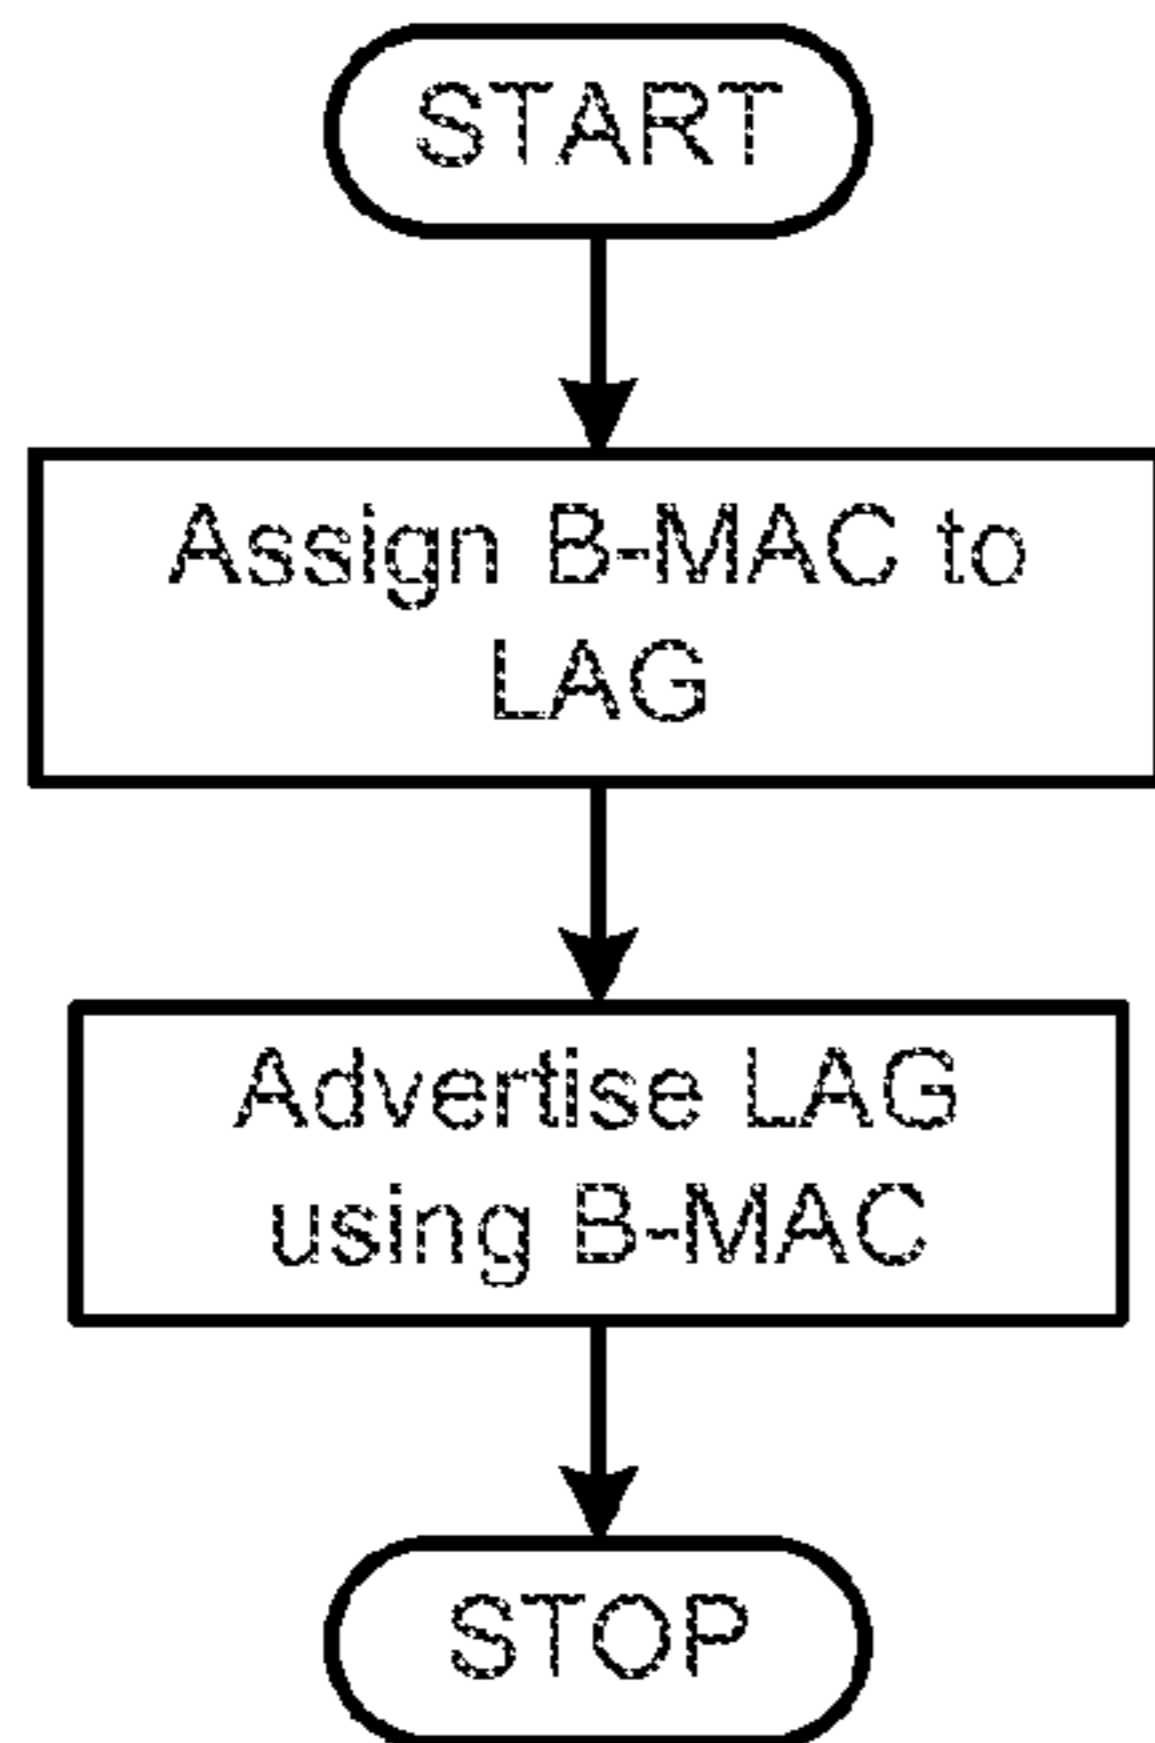 START
Assign B-MAC to
LAG
Advertise LAG
using B-MAC
STOP